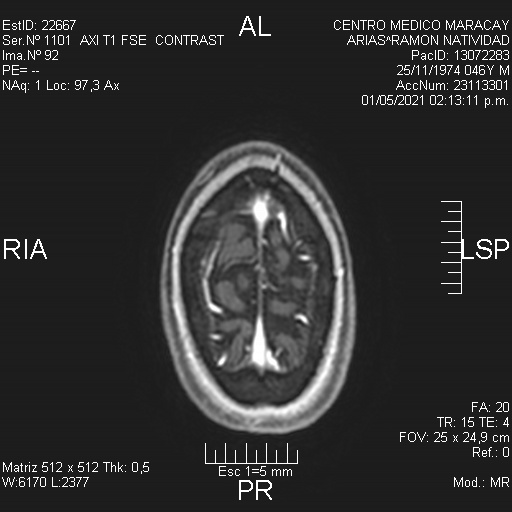 EstID: 22667
Ser.Nº 1101 AXI T1 FSE CONTRAST
Ima.Nº 92
PE= --
NAq: 1 Loc: 97,3 Ax
AL
CENTRO MEDICO MARACAY
ARIAS^RAMON NATIVIDAD
PacID: 13072283
25/11/1974 046Y M
AccNum: 23113301
01/05/2021 02:13:11 p.m.
RIA
LSP
FA: 20
TR: 15 TE: 4
FOV: 25 x 24,9 cm
Ref.: 0
Matriz 512 x 512 Thk: 0,5
W:6170 L:2377
Esc 1=5 mm
PR
Mod.: MR